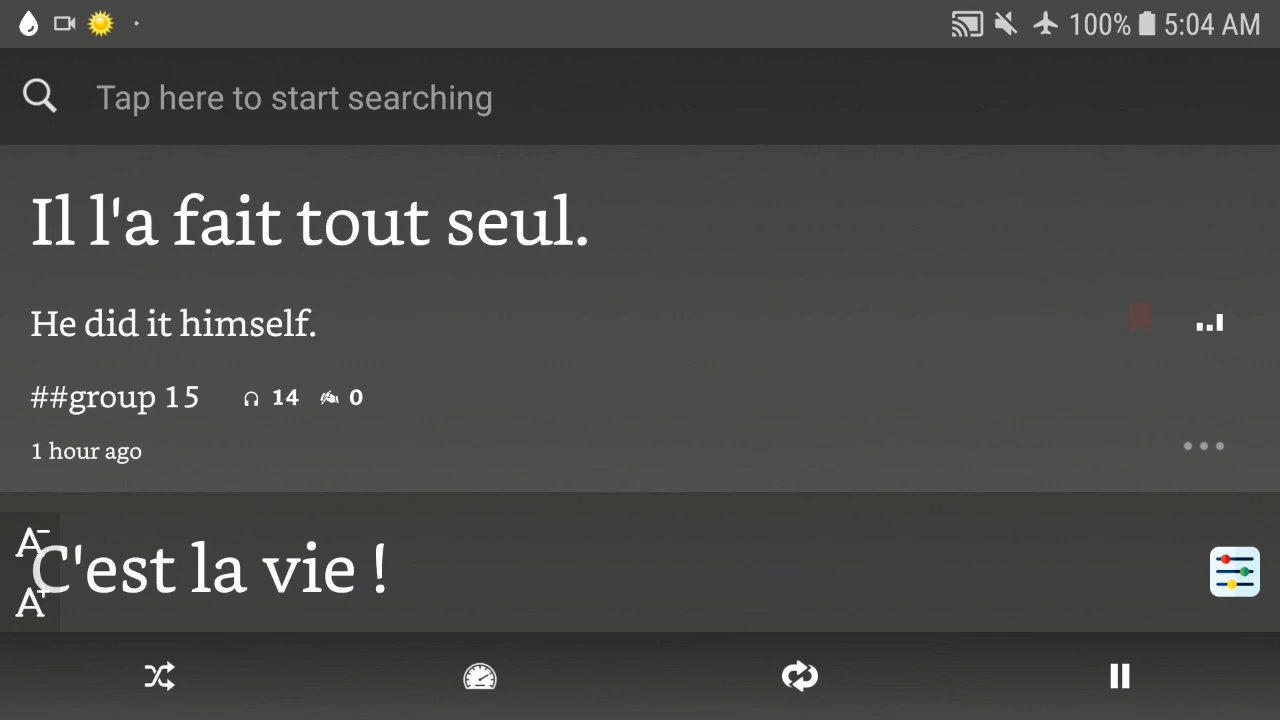 100% 5:04 AM
Tap here to start searching
Il l'a fait tout seul.
He did it himself.
##group 15 14 0
1 hour ago
A-
C'est la vie !
A+